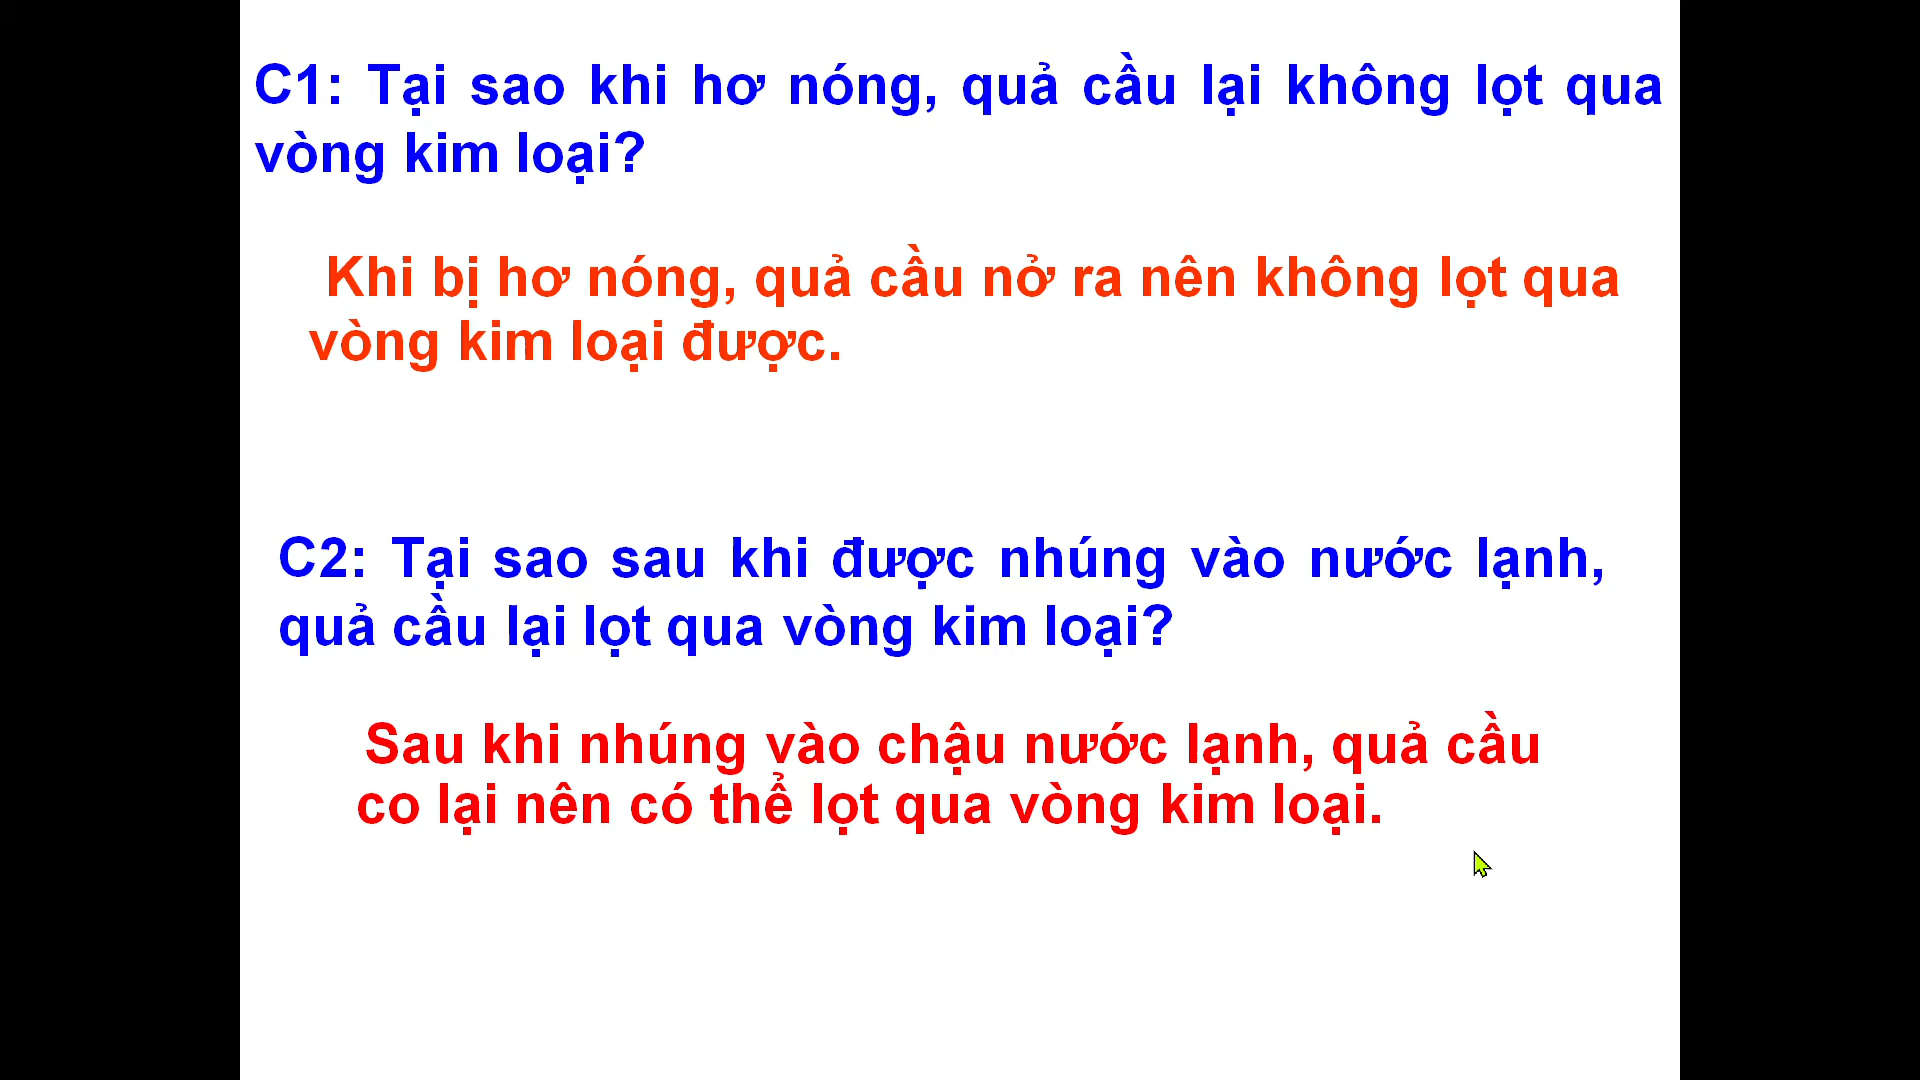 C1: Tại sao khi hơ nóng, quả cầu lại không lọt qua
vòng kim loại?
Khi bị hơ nóng, quả cầu nở ra nên không lọt qua
vòng kim loại được.
C2: Tại sao sau khi được nhúng vào nước lạnh,
quả cầu lại lọt qua vòng kim loại?
Sau khi nhúng vào chậu nước lạnh, quả cầu
co lại nên có thể lọt qua vòng kim loại.